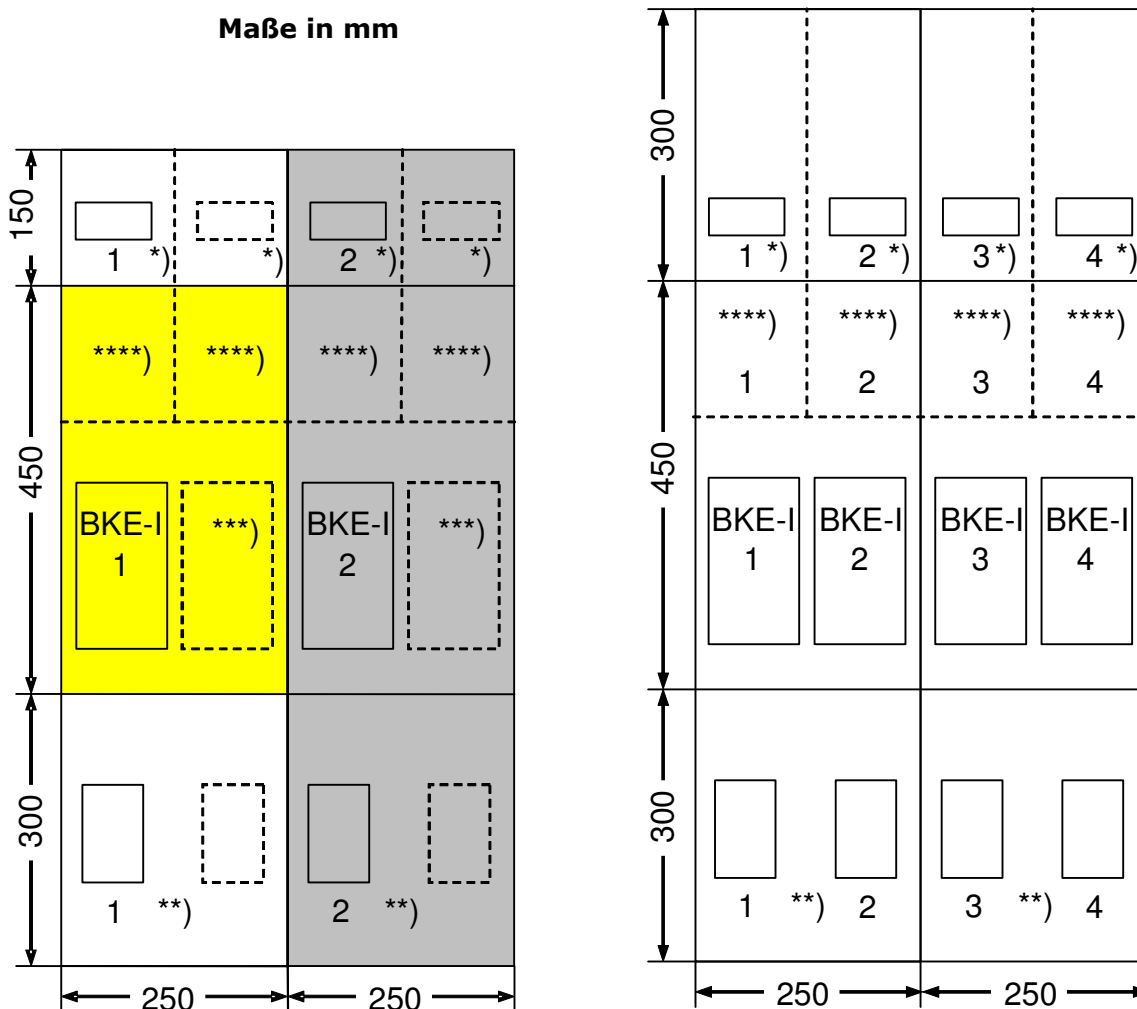 Maße in mm
150
1 *) *) 2 *) *)
****) ****) ****) ****)
450
BKE-I
1
***)
BKE-I
2
***)
300
1 **) 2 **)
250 250
300
1 *) 2 *) 3 *) 4 *)
****) ****) ****) ****)
1 2 3 4
450
BKE-I BKE-I BKE-I BKE-I
1 2 3 4
300
1 **) 2 3 **) 4
250 250